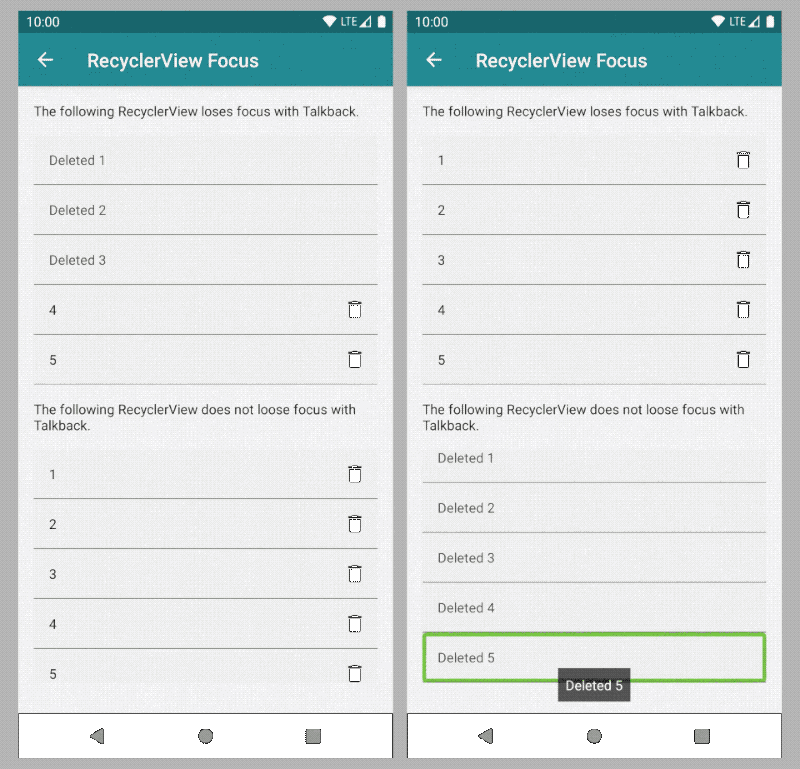 10:00
LTE
RecyclerView Focus
The following RecyclerView loses focus with Talkback.
Deleted 1
Deleted 2
Deleted 3
4
5
The following RecyclerView does not loose focus with
Talkback.
1
2
3
4
5
10:00
LTE
RecyclerView Focus
The following RecyclerView loses focus with Talkback.
1
2
3
4
5
The following RecyclerView does not loose focus with
Talkback.
Deleted 1
Deleted 2
Deleted 3
Deleted 4
Deleted 5
Deleted 5